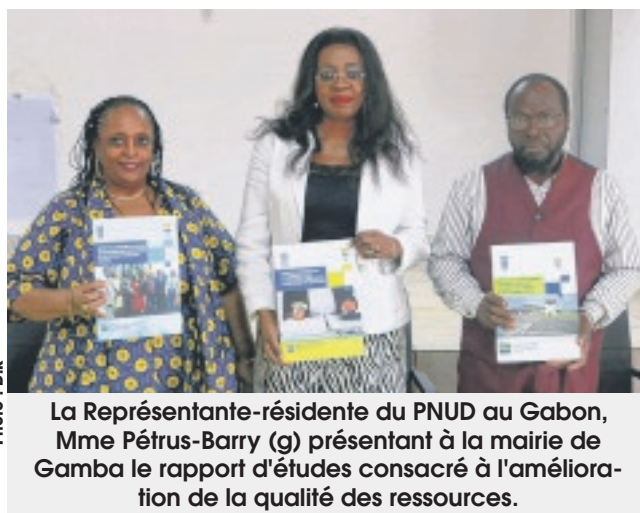 La Représentante-résidente du PNUD au Gabon,
Mme Pétrus-Barry (g) présentant à la mairie de
Gamba le rapport d'études consacré à l'améliora-
tion de la qualité des ressources.